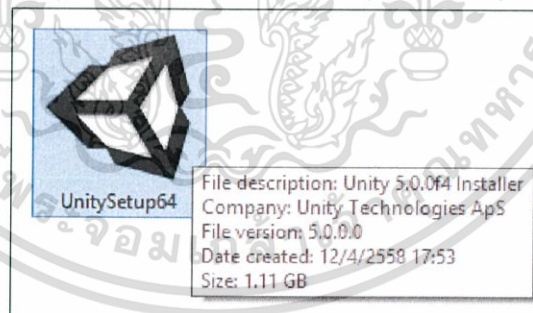 UnitySetup64
File description: Unity 5.0.0f4 Installer
Company: Unity Technologies ApS
File version: 5.0.0.0
Date created: 12/4/2558 17:53
Size: 1.11 GB